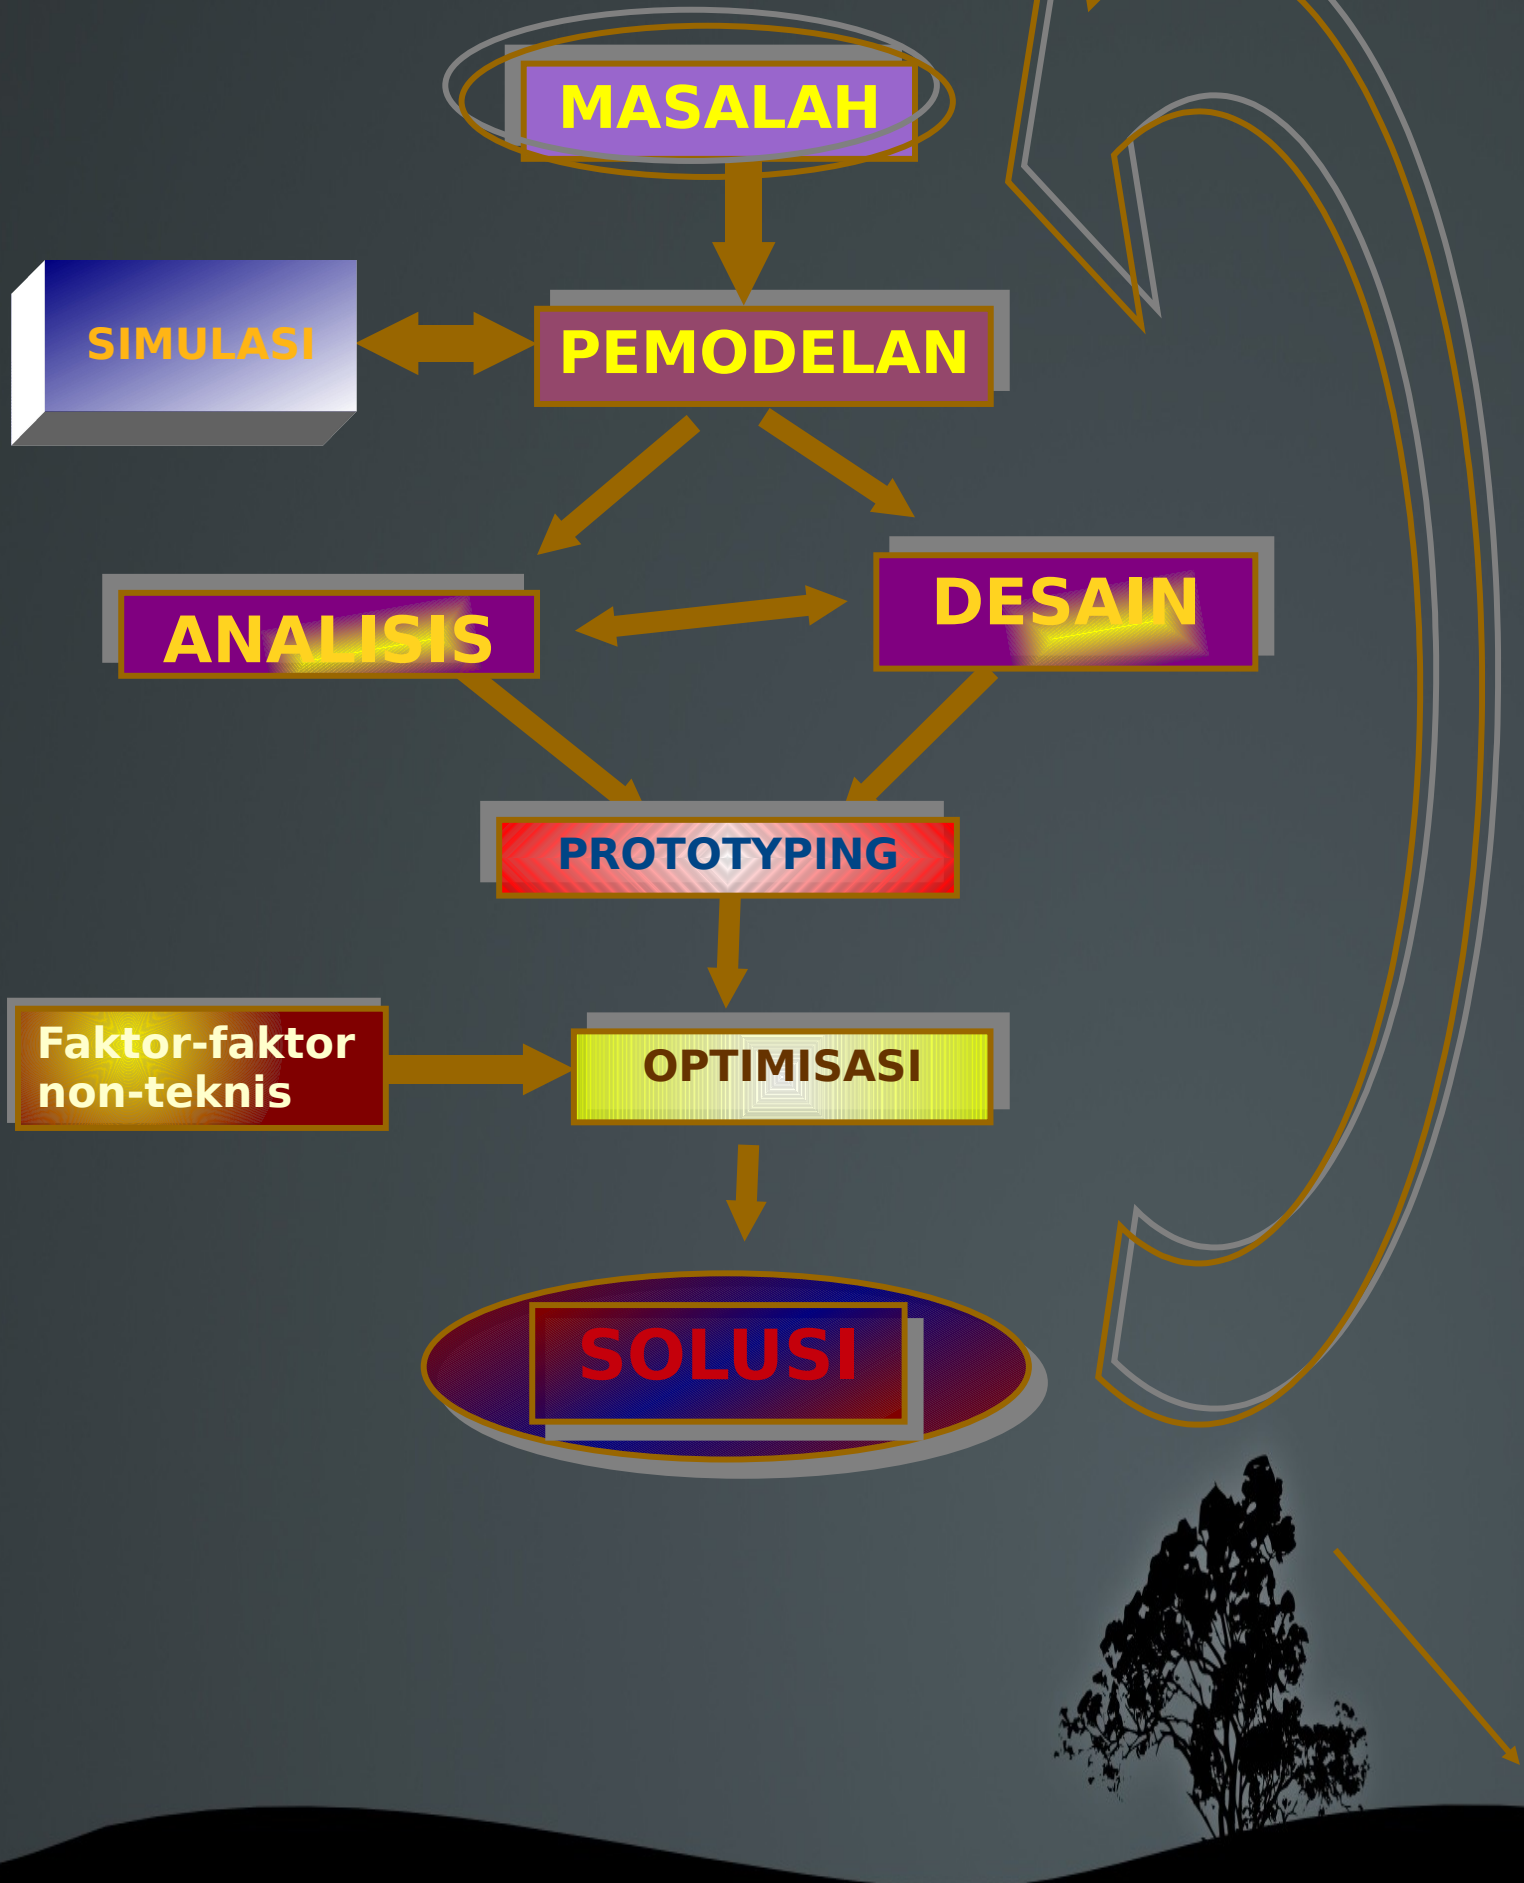 MASALAH
SIMULASI
PEMODELAN
ANALISIS
DESAIN
PROTOTYPING
Faktor-faktor
non-teknis
OPTIMISASI
SOLUSI